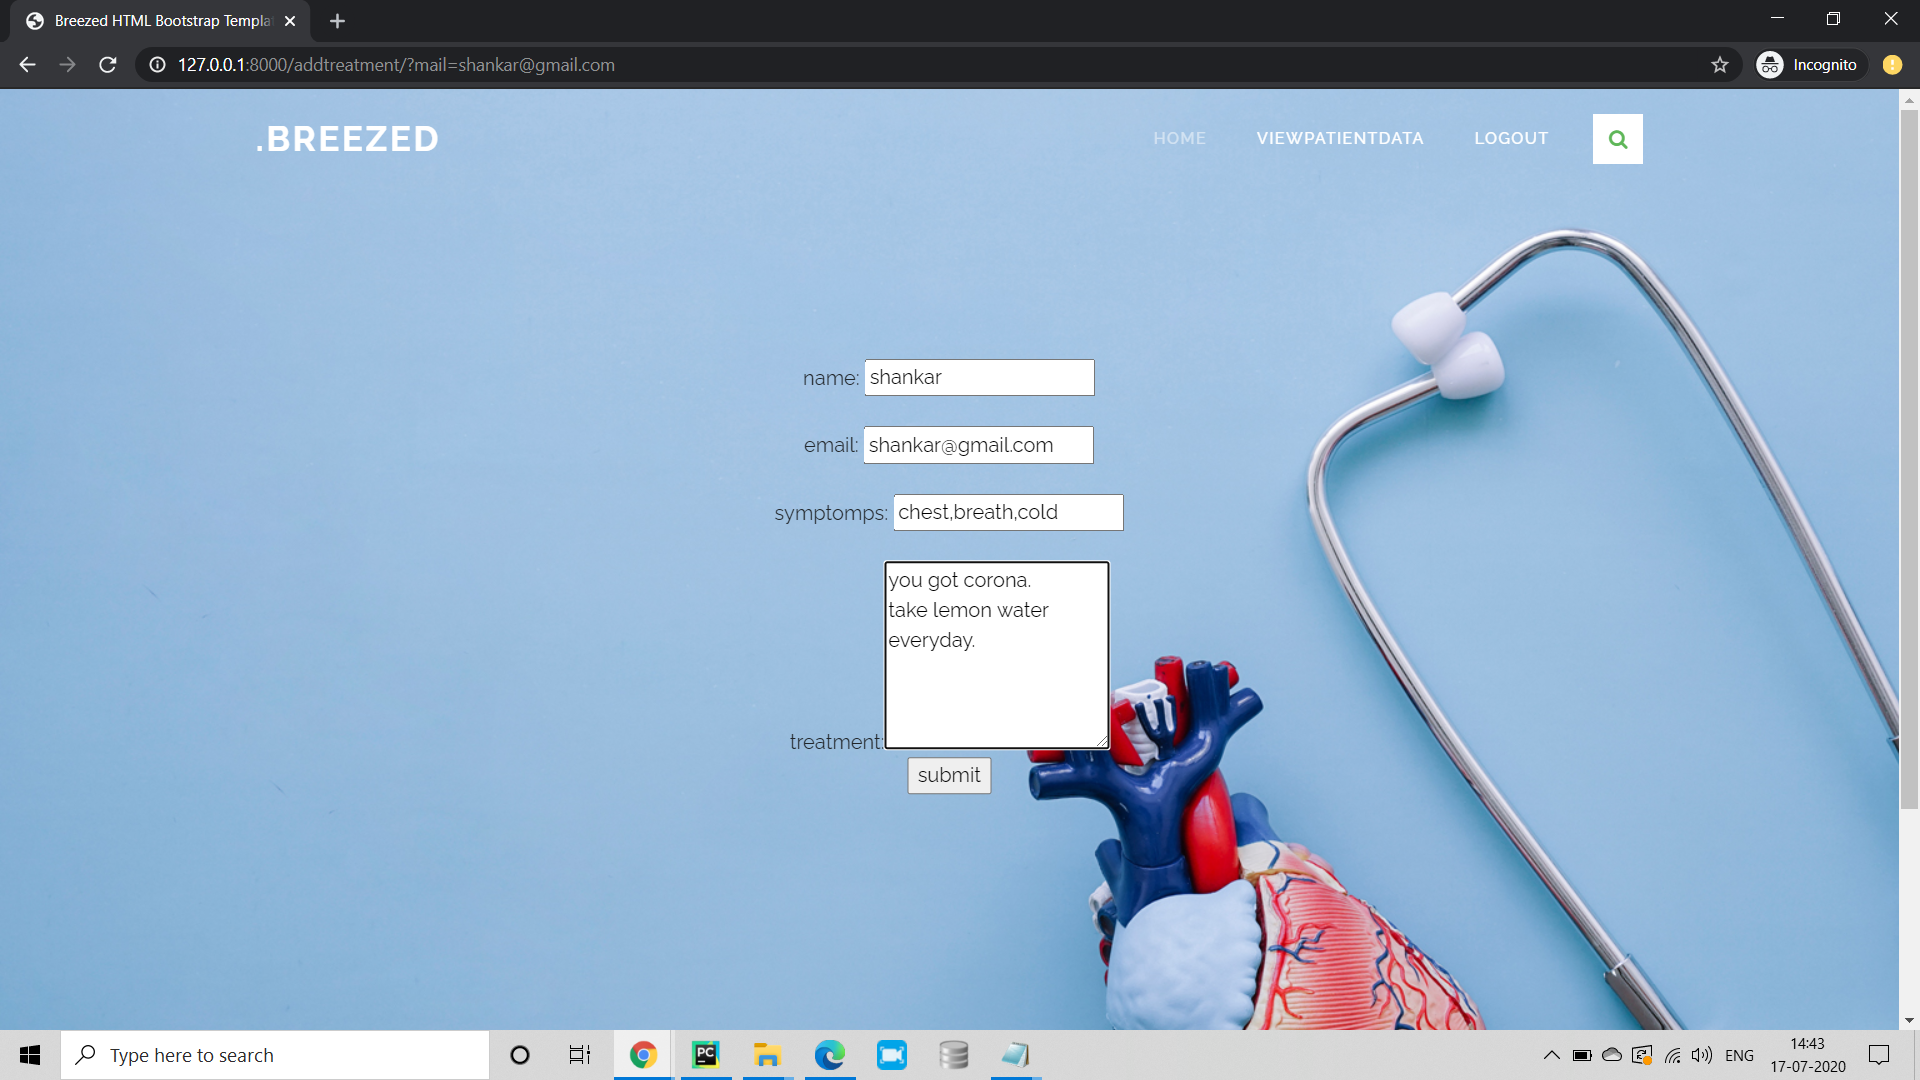 Breezed HTML Bootstrap Templa
127.0.0.1:8000/addtreatment/?mail=shankar@gmail.com
Incognito
.BREEZED
HOME
VIEWPATIENTDATA
LOGOUT
name: shankar
email: shankar@gmail.com
symptomps: chest,breath,cold
you got corona.
take lemon water
everyday.
treatment:
submit
Type here to search
PC
ENG
14:43
17-07-2020